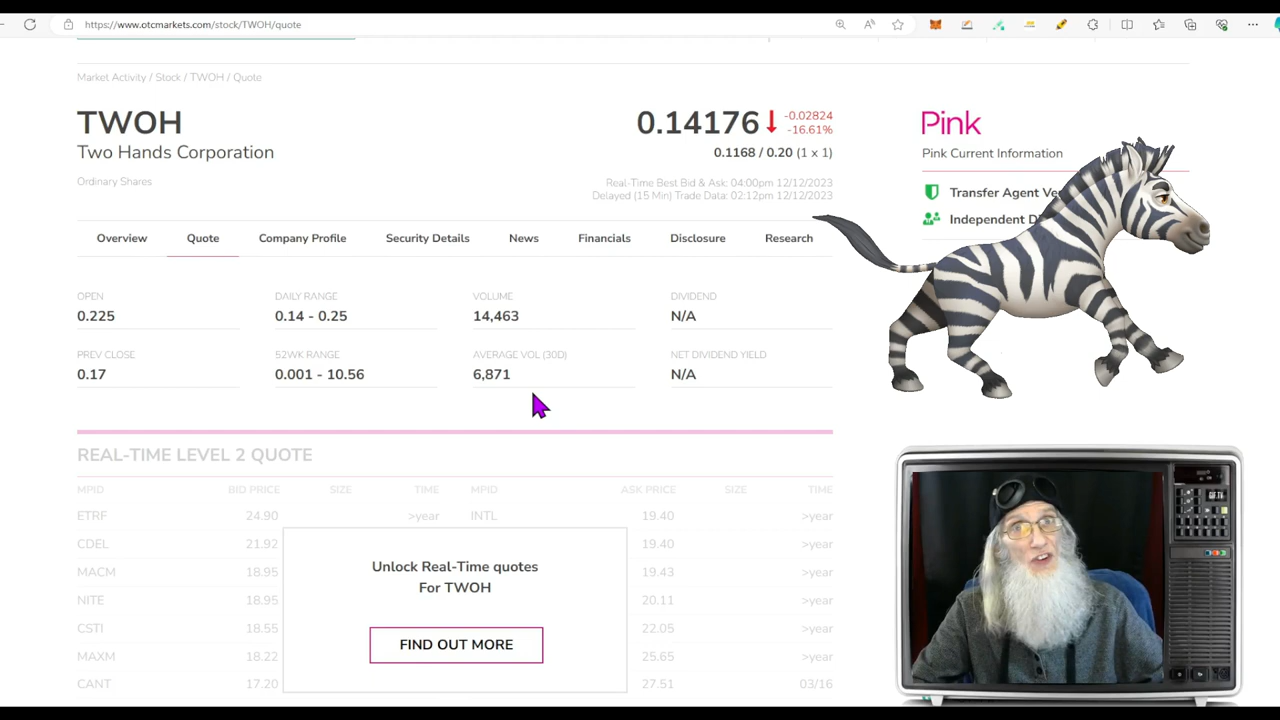 https://www.otcmarkets.com/stock/TWOH/quote
Market Activity / Stock / TWOH / Quote
TWOH
Two Hands Corporation
Ordinary Shares
0.14176
-0.02824
-16.61%
0.1168 / 0.20 (1 x 1)
Real-Time Best Bid & Ask: 04:00pm 12/12/2023
Delayed (15 Min) Trade Data: 02:12pm 12/12/2023
Pink
Pink Current Information
Transfer Agent Ve
Independent D
Overview Quote Company Profile Security Details News Financials Disclosure Research
OPEN DAILY RANGE VOLUME DIVIDEND
0.225 0.14 - 0.25 14,463 N/A
PREV CLOSE 52WK RANGE AVERAGE VOL (30D) NET DIVIDEND YIELD
0.17 0.001 - 10.56 6,871 N/A
REAL-TIME LEVEL 2 QUOTE
MPID BID PRICE SIZE TIME MPID ASK PRICE SIZE TIME
ETRF 24.90 >year INTL 19.40 >year
CDEL 21.92 19.40 >year
MACM 18.95 19.43 >year
NITE 18.95 20.11 >year
CSTI 18.55 22.05 >year
MAXM 18.22 25.65 >year
CANT 17.20 27.51 03/16
Unlock Real-Time quotes
For TWOH
FIND OUT MORE